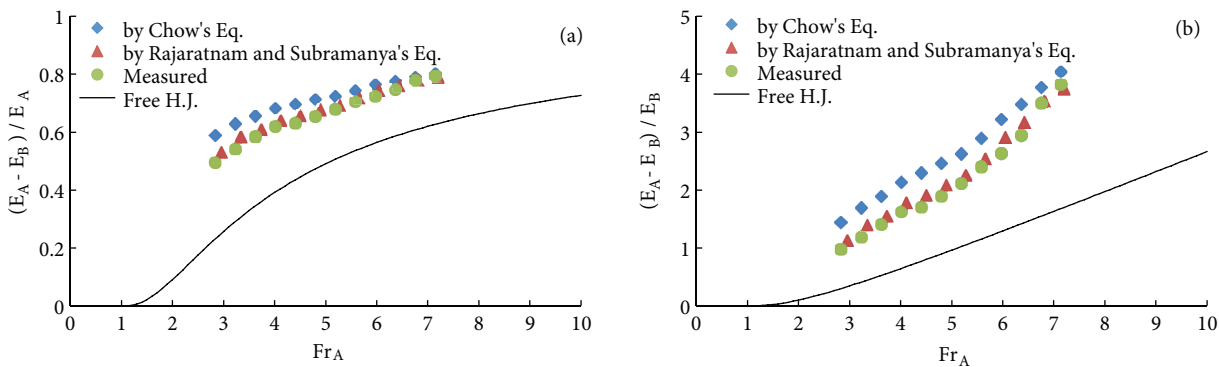 (a)
by Chow's Eq.
by Rajaratnam and Subramanya's Eq.
Measured
Free H.J.
1
0.8
0.6
0.4
0.2
0
(E_A - E_B) / E_A
0 1 2 3 4 5 6 7 8 9 10
Fr_A
(b)
by Chow's Eq.
by Rajaratnam and Subramanya's Eq.
Measured
Free H.J.
5
4
3
2
1
0
(E_A - E_B) / E_B
0 1 2 3 4 5 6 7 8 9 10
Fr_A